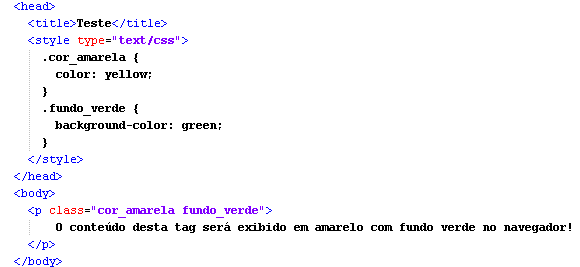 <head>
<title>Teste</title>
<style type="text/css">
.cor_amarela {
color: yellow;
}
.fundo_verde {
background-color: green;
}
</style>
</head>
<body>
<p class="cor_amarela fundo_verde">
O conteúdo desta tag será exibido em amarelo com fundo verde no navegador!
</p>
</body>